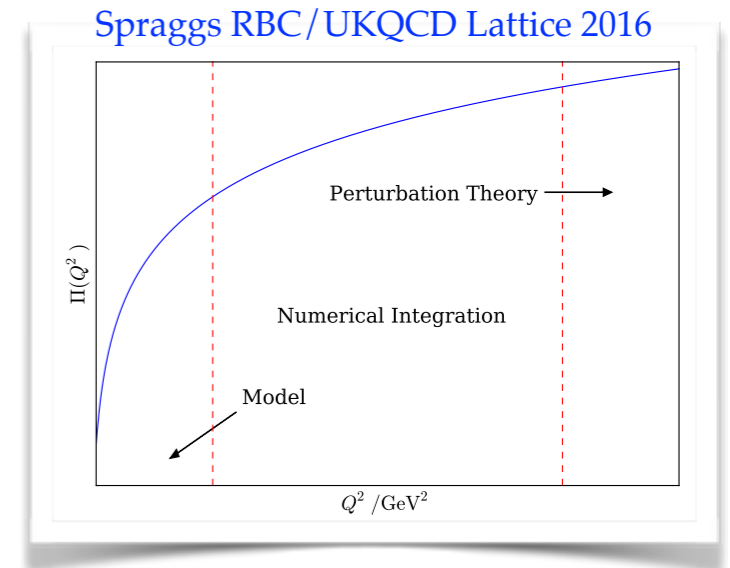 Spraggs RBC/UKQCD Lattice 2016
Perturbation Theory
Π(Q² )
Numerical Integration
Model
Q² /GeV²